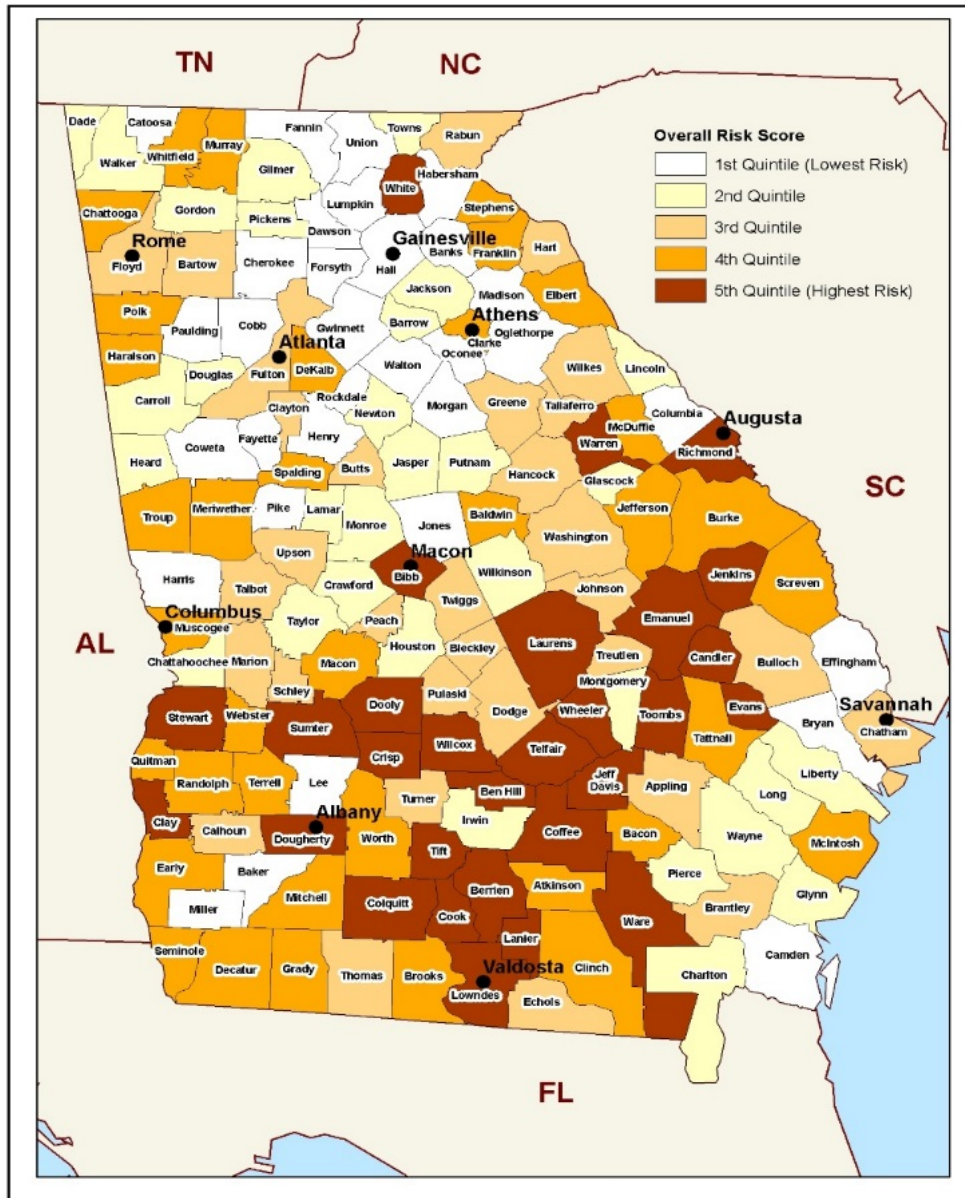 TN
NC
SC
AL
FL
Overall Risk Score
1st Quintile (Lowest Risk)
2nd Quintile
3rd Quintile
4th Quintile
5th Quintile (Highest Risk)
Dade
Catoosa
Fannin
Towns
Rabun
Union
Whitfield
Murray
Walker
Gilmer
Habersham
White
Lumpkin
Stephens
Chattooga
Gordon
Pickens
Dawson
Rome
Gainesville
Banks
Franklin
Hart
Floyd
Bartow
Cherokee
Forsyth
Hall
Jackson
Madison
Elbert
Polk
Paulding
Cobb
Gwinnett
Barrow
Athens
Clarke
Oglethorpe
Atlanta
Haralson
Oconee
Douglas
Fulton
DeKalb
Walton
Wilkes
Lincoln
Carroll
Rockdale
Newton
Morgan
Greene
Taliaferro
Columbia
Clayton
McDuffie
Augusta
Coweta
Fayette
Henry
Warren
Richmond
Heard
Spalding
Butts
Jasper
Putnam
Hancock
Glascock
Troup
Meriwether
Pike
Lamar
Monroe
Jones
Baldwin
Jefferson
Burke
Washington
Upson
Macon
Bibb
Wilkinson
Jenkins
Screven
Harris
Talbot
Crawford
Twiggs
Johnson
Columbus
Muscogee
Taylor
Peach
Emanuel
Houston
Bleckley
Laurens
Treutlen
Candler
Bulloch
Effingham
Chattahoochee
Marion
Macon
Schley
Pulaski
Montgomery
Dooly
Dodge
Wheeler
Toombs
Evans
Savannah
Stewart
Webster
Sumter
Bryan
Chatham
Wilcox
Telfair
Tattnall
Crisp
Quitman
Randolph
Terrell
Lee
Jeff
Davis
Appling
Liberty
Ben Hill
Long
Turner
Irwin
Clay
Calhoun
Albany
Dougherty
Worth
Coffee
Bacon
Wayne
McIntosh
Tift
Early
Baker
Pierce
Mitchell
Berrien
Atkinson
Glynn
Miller
Colquitt
Cook
Ware
Brantley
Lanier
Seminole
Decatur
Grady
Thomas
Brooks
Valdosta
Clinch
Charlton
Camden
Lowndes
Echols